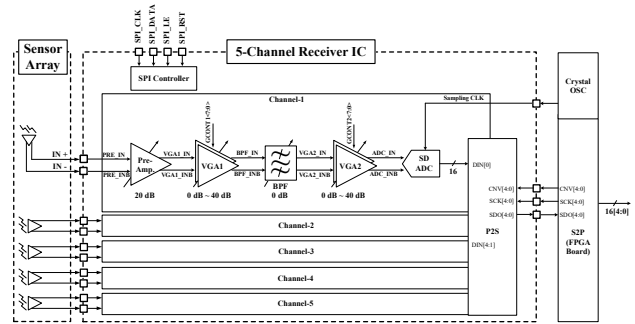 SPI_CLK
SPI_DATA
SPI_LE
SPI_RST
Sensor
Array
5-Channel Receiver IC
SPI Controller
Crystal
OSC
Channel-1
Sampling CLK
GCONT1<7:0>
GCONT2<7:0>
IN +
IN -
PRE_IN
PRE_INB
Pre-
Amp.
20 dB
VGA1_IN
VGA1_INB
VGA1
0 dB ~ 40 dB
BPF_IN
BPF_INB
BPF
0 dB
VGA2_IN
VGA2_INB
VGA2
0 dB ~ 40 dB
ADC_IN
ADC_INB
SD
ADC
16
DIN[0]
CNV[4:0]
SCK[4:0]
SDO[4:0]
P2S
DIN[4:1]
CNV[4:0]
SCK[4:0]
SDO[4:0]
S2P
(FPGA
Board)
16[4:0]
Channel-2
Channel-3
Channel-4
Channel-5